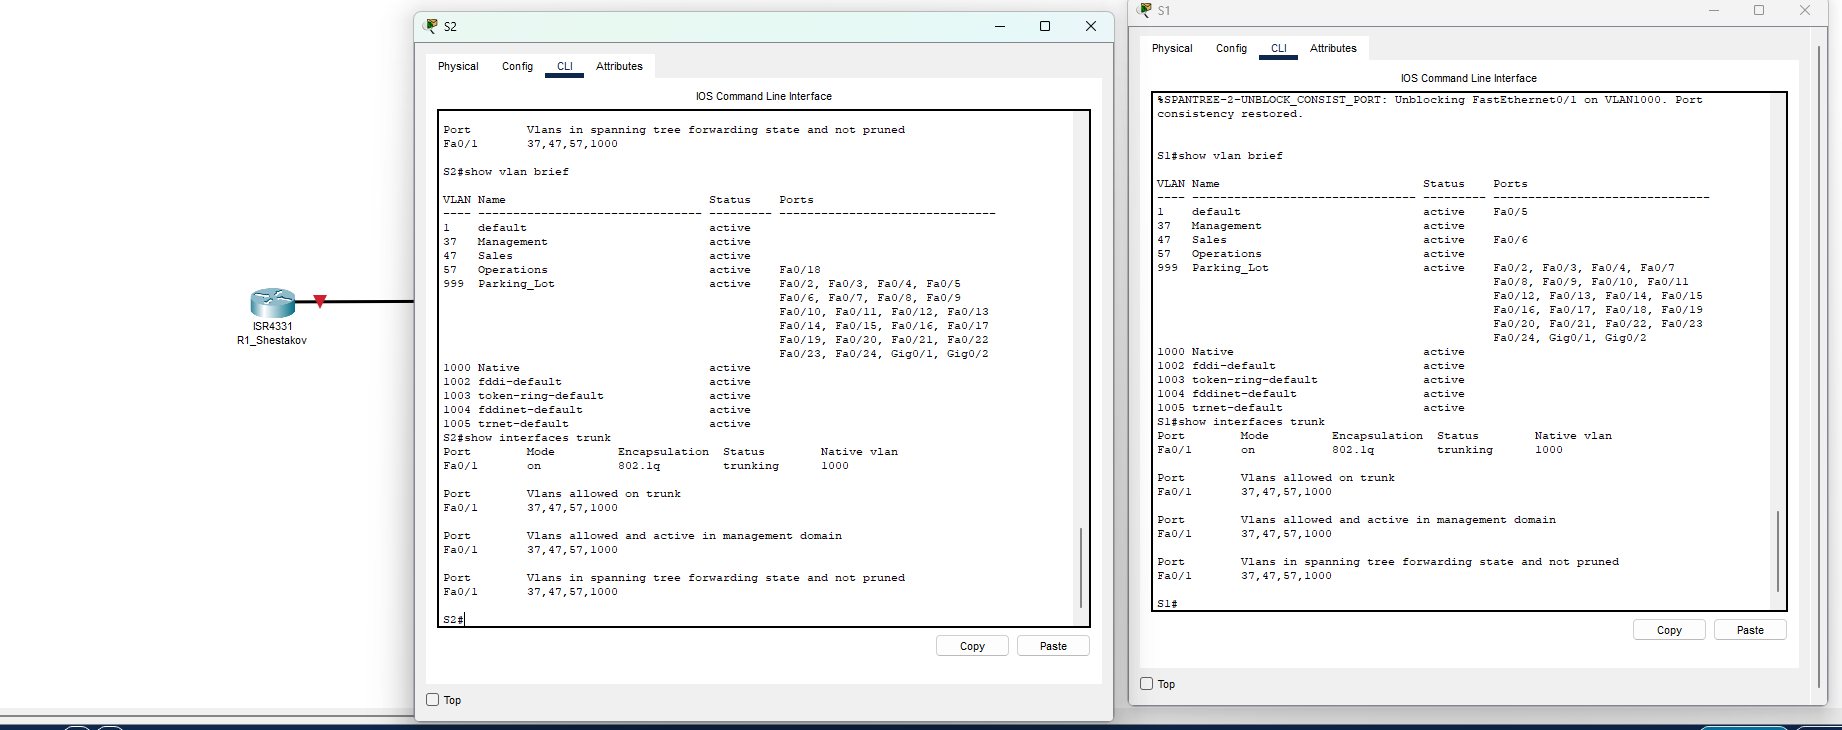 ISR4331
R1_Shestakov
S2
Physical Config CLI Attributes
IOS Command Line Interface
Port Vlans in spanning tree forwarding state and not pruned
Fa0/1 37,47,57,1000
S2#show vlan brief
VLAN Name Status Ports
---- -------------------------------- --------- -------------------------------
1 default active
37 Management active
47 Sales active
57 Operations active Fa0/18
999 Parking_Lot active Fa0/2, Fa0/3, Fa0/4, Fa0/5
Fa0/6, Fa0/7, Fa0/8, Fa0/9
Fa0/10, Fa0/11, Fa0/12, Fa0/13
Fa0/14, Fa0/15, Fa0/16, Fa0/17
Fa0/19, Fa0/20, Fa0/21, Fa0/22
Fa0/23, Fa0/24, Gig0/1, Gig0/2
1000 Native active
1002 fddi-default active
1003 token-ring-default active
1004 fddinet-default active
1005 trnet-default active
S2#show interfaces trunk
Port Mode Encapsulation Status Native vlan
Fa0/1 on 802.1q trunking 1000
Port Vlans allowed on trunk
Fa0/1 37,47,57,1000
Port Vlans allowed and active in management domain
Fa0/1 37,47,57,1000
Port Vlans in spanning tree forwarding state and not pruned
Fa0/1 37,47,57,1000
S2#
Copy Paste
Top
S1
Physical Config CLI Attributes
IOS Command Line Interface
%SPANTREE-2-UNBLOCK_CONSIST_PORT: Unblocking FastEthernet0/1 on VLAN1000. Port
consistency restored.
S1#show vlan brief
VLAN Name Status Ports
---- -------------------------------- --------- -------------------------------
1 default active Fa0/5
37 Management active
47 Sales active Fa0/6
57 Operations active
999 Parking_Lot active Fa0/2, Fa0/3, Fa0/4, Fa0/7
Fa0/8, Fa0/9, Fa0/10, Fa0/11
Fa0/12, Fa0/13, Fa0/14, Fa0/15
Fa0/16, Fa0/17, Fa0/18, Fa0/19
Fa0/20, Fa0/21, Fa0/22, Fa0/23
Fa0/24, Gig0/1, Gig0/2
1000 Native active
1002 fddi-default active
1003 token-ring-default active
1004 fddinet-default active
1005 trnet-default active
S1#show interfaces trunk
Port Mode Encapsulation Status Native vlan
Fa0/1 on 802.1q trunking 1000
Port Vlans allowed on trunk
Fa0/1 37,47,57,1000
Port Vlans allowed and active in management domain
Fa0/1 37,47,57,1000
Port Vlans in spanning tree forwarding state and not pruned
Fa0/1 37,47,57,1000
S1#
Copy Paste
Top